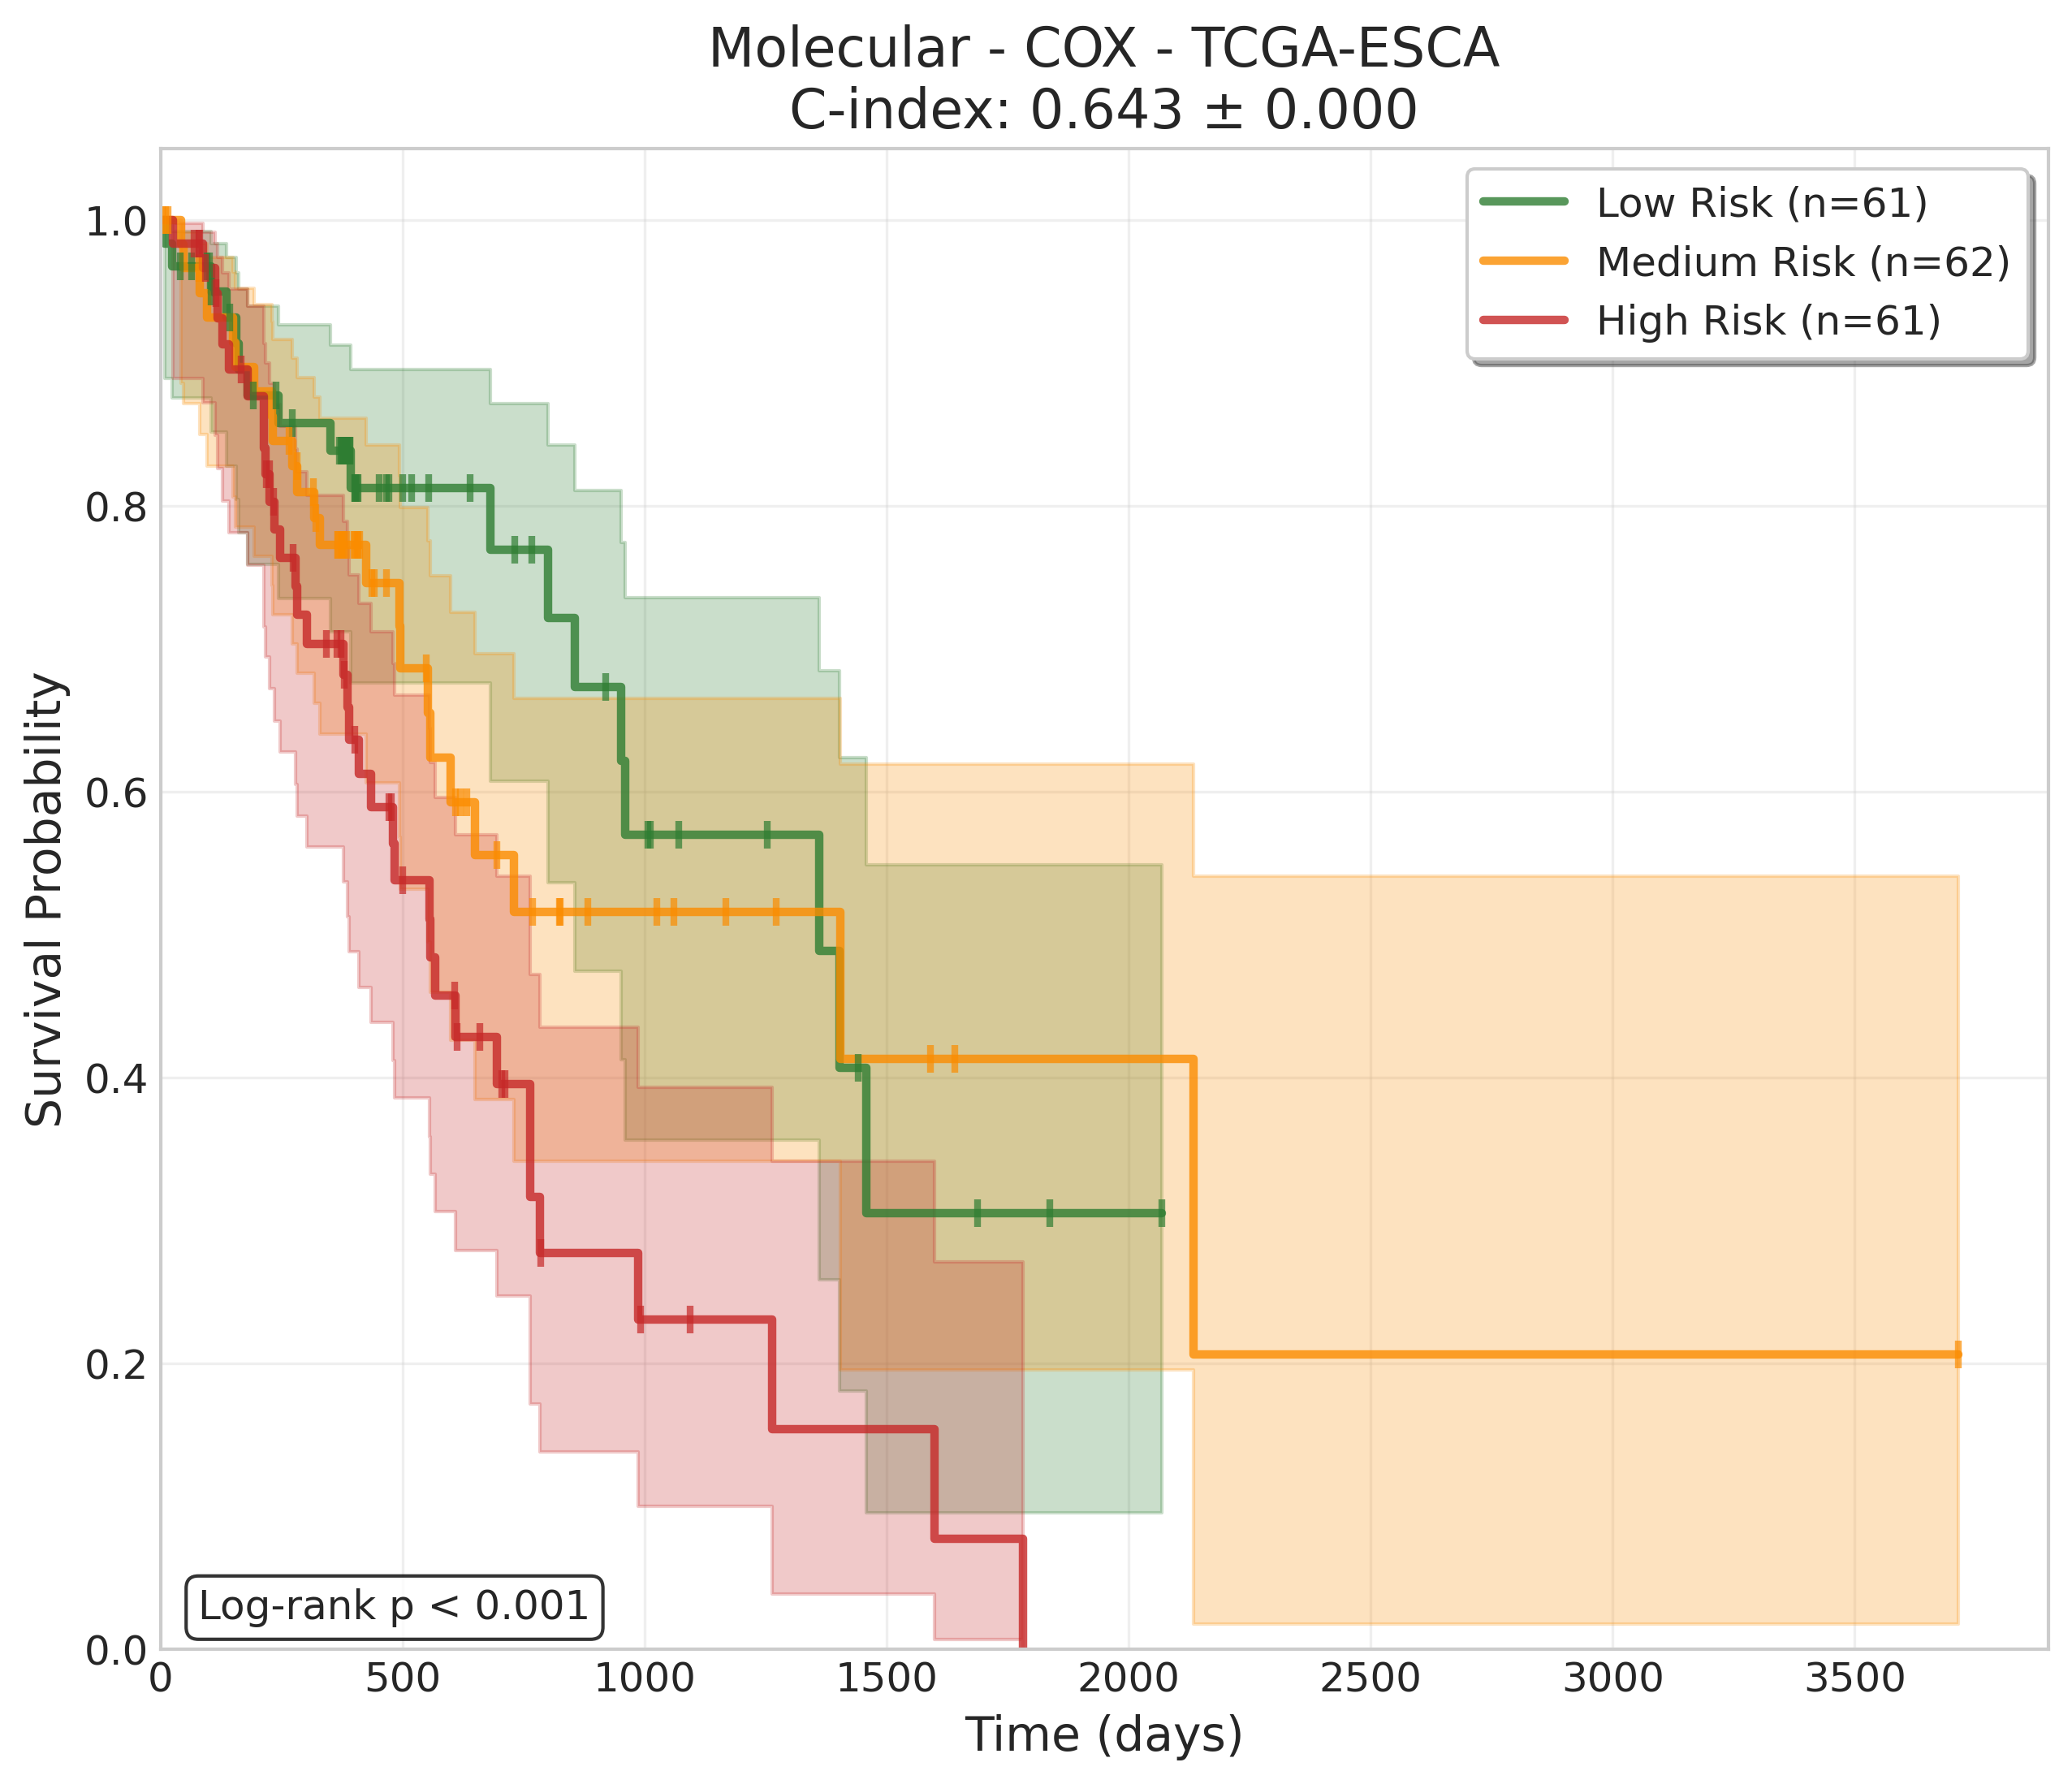 Molecular - COX - TCGA-ESCA
C-index: 0.643 ± 0.000
Low Risk (n=61)
Medium Risk (n=62)
High Risk (n=61)
Survival Probability
1.0
0.8
0.6
0.4
0.2
0.0
Log-rank p < 0.001
0 500 1000 1500 2000 2500 3000 3500
Time (days)